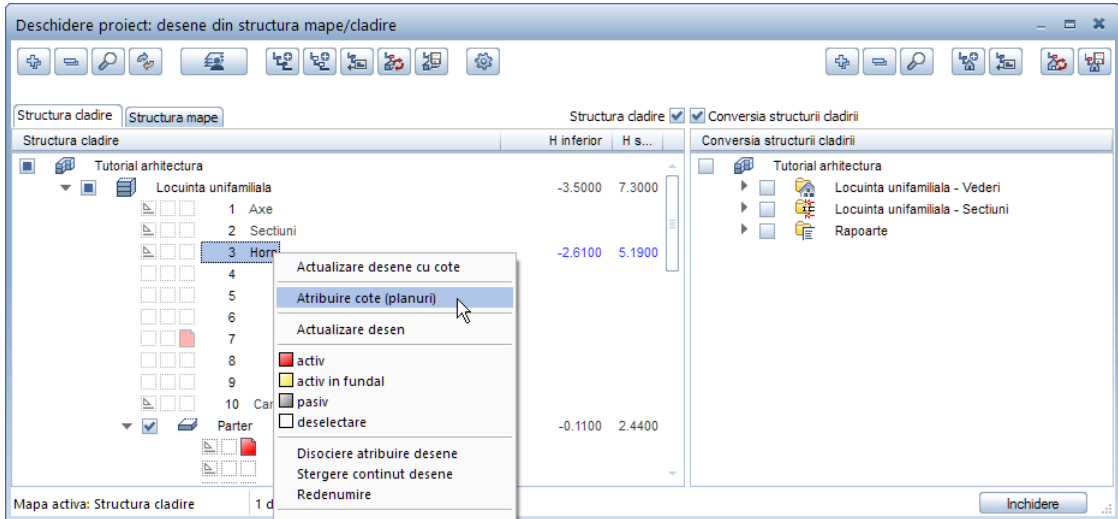 Deschidere proiect: desene din structura mape/cladire
Structura cladire Structura mape Structura cladire Conversia structurii cladirii
Structura cladire H inferior H s... Conversia structurii cladirii
Tutorial arhitectura Tutorial arhitectura
Locuinta unifamiliala -3.5000 7.3000 Locuinta unifamiliala - Vederi
1 Axe Locuinta unifamiliala - Sectiuni
2 Sectiuni Rapoarte
3 Horn -2.6100 5.1900
Actualizare desene cu cote
4
5 Atribuire cote (planuri)
6
7 Actualizare desen
8 activ
9 activ in fundal
10 pasiv
deselectare
Parter -0.1100 2.4400
Disociere atribuire desene
Stergere continut desene
Redenumire
Mapa activa: Structura cladire 1 Inchidere